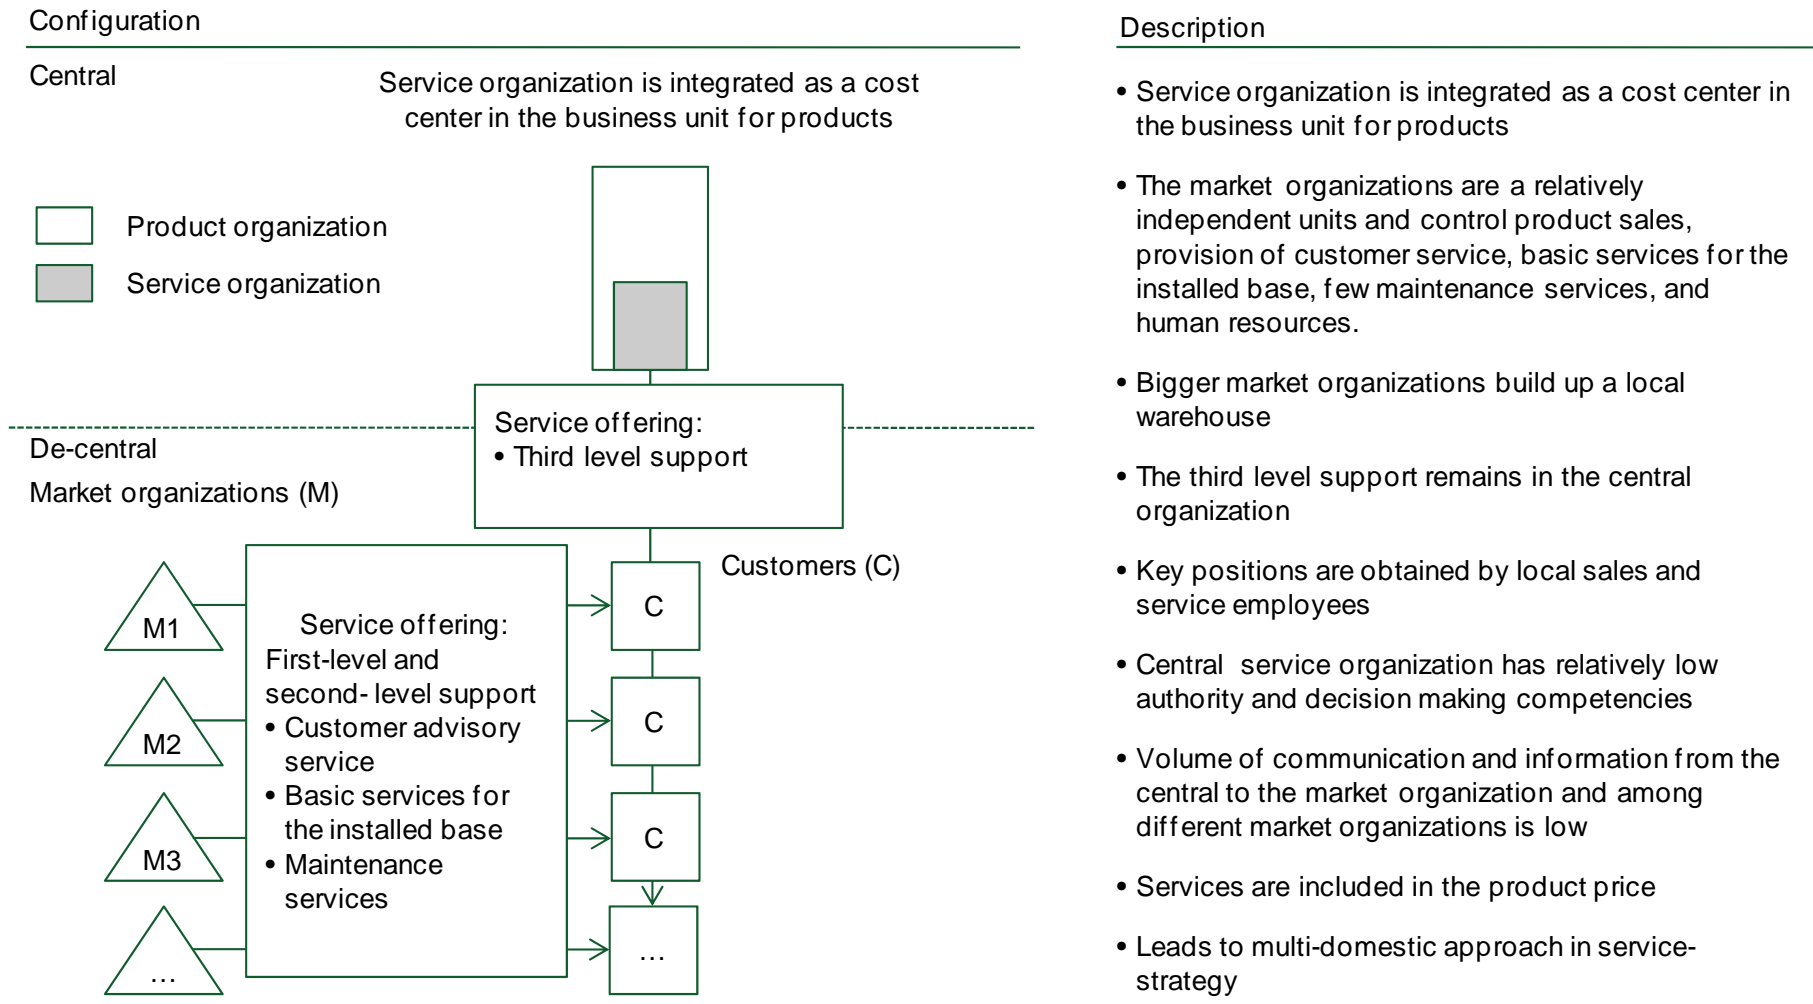 Configuration
Central
Service organization is integrated as a cost
center in the business unit for products
Product organization
Service organization
Service offering:
• Third level support
De-central
Market organizations (M)
Customers (C)
M1
M2
M3
…
Service offering:
First-level and
second- level support
• Customer advisory
service
• Basic services for
the installed base
• Maintenance
services
C
C
C
…
Description
• Service organization is integrated as a cost center in
the business unit for products
• The market organizations are a relatively
independent units and control product sales,
provision of customer service, basic services for the
installed base, few maintenance services, and
human resources.
• Bigger market organizations build up a local
warehouse
• The third level support remains in the central
organization
• Key positions are obtained by local sales and
service employees
• Central service organization has relatively low
authority and decision making competencies
• Volume of communication and information from the
central to the market organization and among
different market organizations is low
• Services are included in the product price
• Leads to multi-domestic approach in service-
strategy